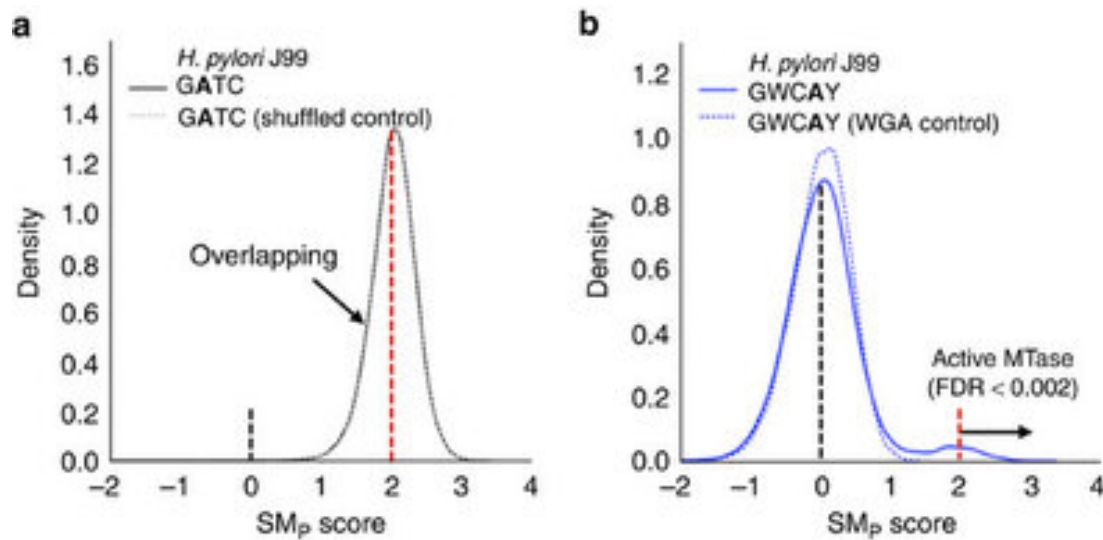 a
H. pylori J99
GATC
GATC (shuffled control)
Overlapping
Density
1.6
1.4
1.2
1.0
0.8
0.6
0.4
0.2
0.0
−2 −1 0 1 2 3 4
SMP score
b
H. pylori J99
GWCAY
GWCAY (WGA control)
Active MTase
(FDR < 0.002)
Density
1.2
1.0
0.8
0.6
0.4
0.2
0.0
−2 −1 0 1 2 3 4
SMP score